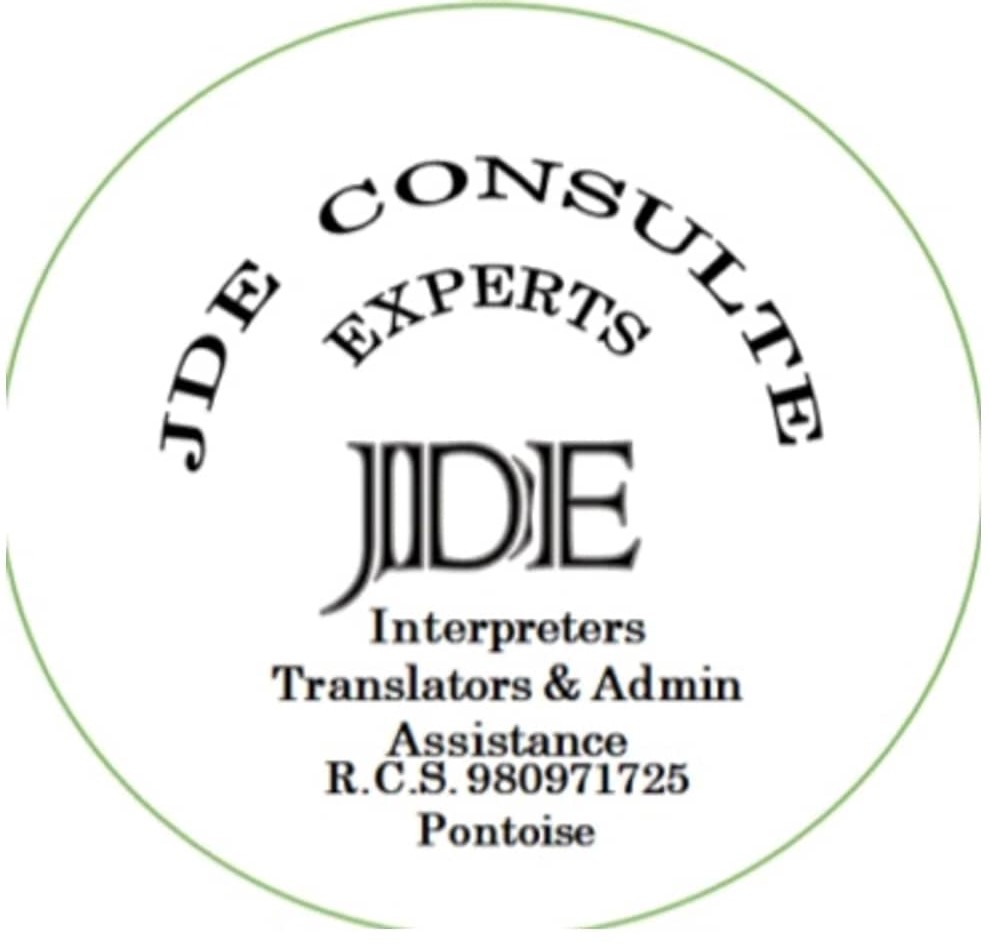 JDE CONSULTE
EXPERTS
JDE
Interpreters
Translators & Admin
Assistance
R.C.S. 980971725
Pontoise